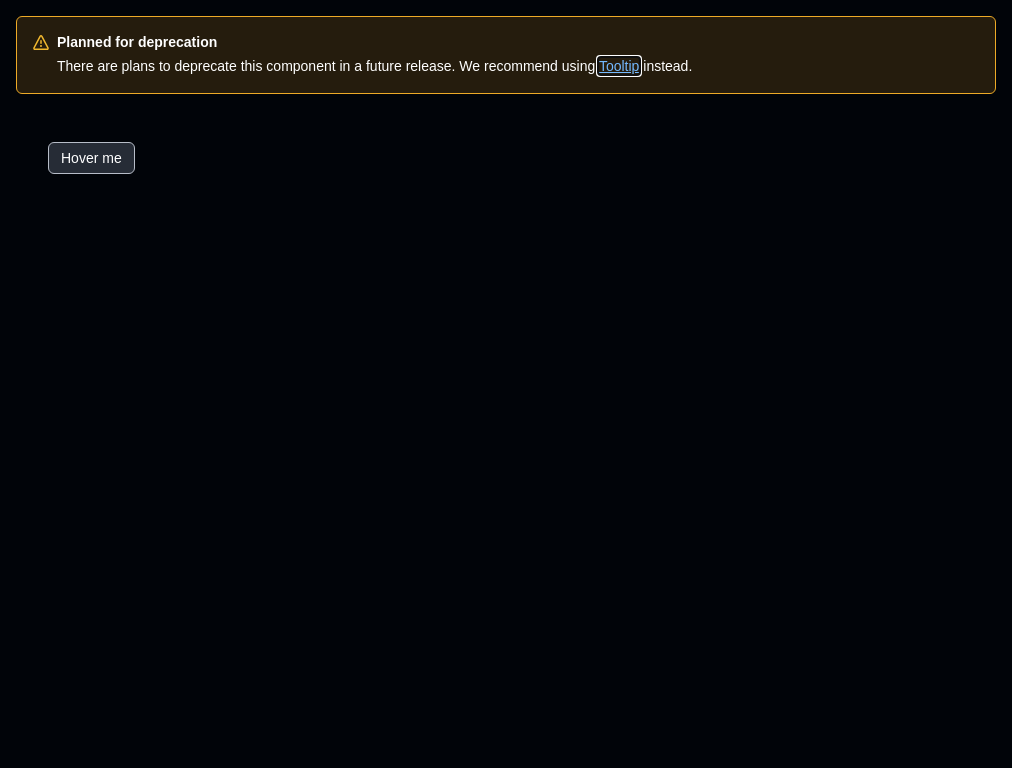 Planned for deprecation
There are plans to deprecate this component in a future release. We recommend using Tooltip instead.
Hover me